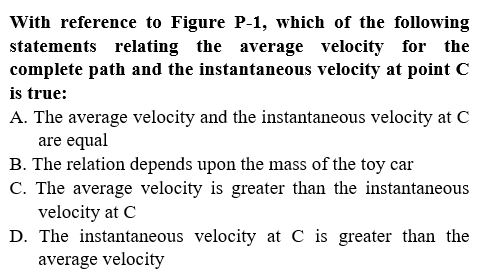 With reference to Figure P-1, which of the following
statements relating the average velocity for the
complete path and the instantaneous velocity at point C
is true:
A. The average velocity and the instantaneous velocity at C
are equal
B. The relation depends upon the mass of the toy car
C. The average velocity is greater than the instantaneous
velocity at C
D. The instantaneous velocity at C is greater than the
average velocity